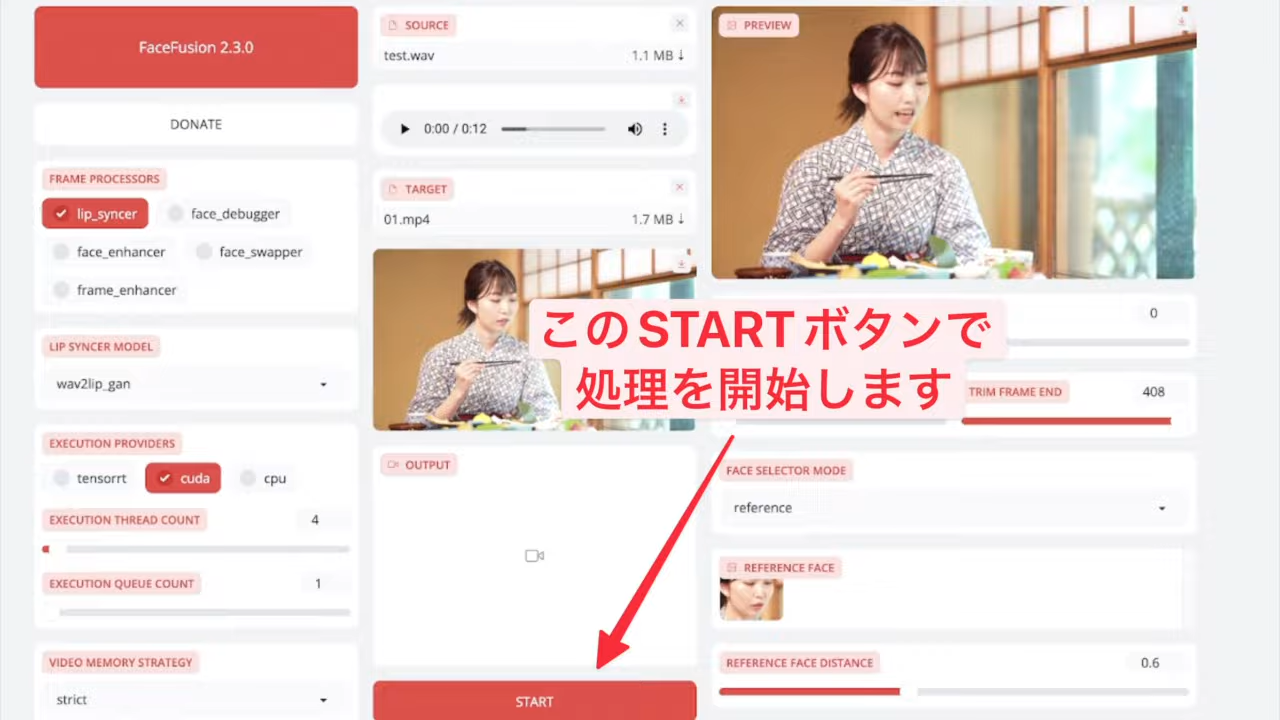 FaceFusion 2.3.0
DONATE
FRAME PROCESSORS
lip_syncer
face_debugger
face_enhancer
face_swapper
frame_enhancer
LIP SYNCER MODEL
wav2lip_gan
EXECUTION PROVIDERS
tensorrt
cuda
cpu
EXECUTION THREAD COUNT
4
EXECUTION QUEUE COUNT
1
VIDEO MEMORY STRATEGY
strict
SOURCE
test.wav
1.1 MB ↓
0:00 / 0:12
TARGET
01.mp4
1.7 MB ↓
このSTARTボタンで
処理を開始します
OUTPUT
START
PREVIEW
0
TRIM FRAME END
408
FACE SELECTOR MODE
reference
REFERENCE FACE
REFERENCE FACE DISTANCE
0.6